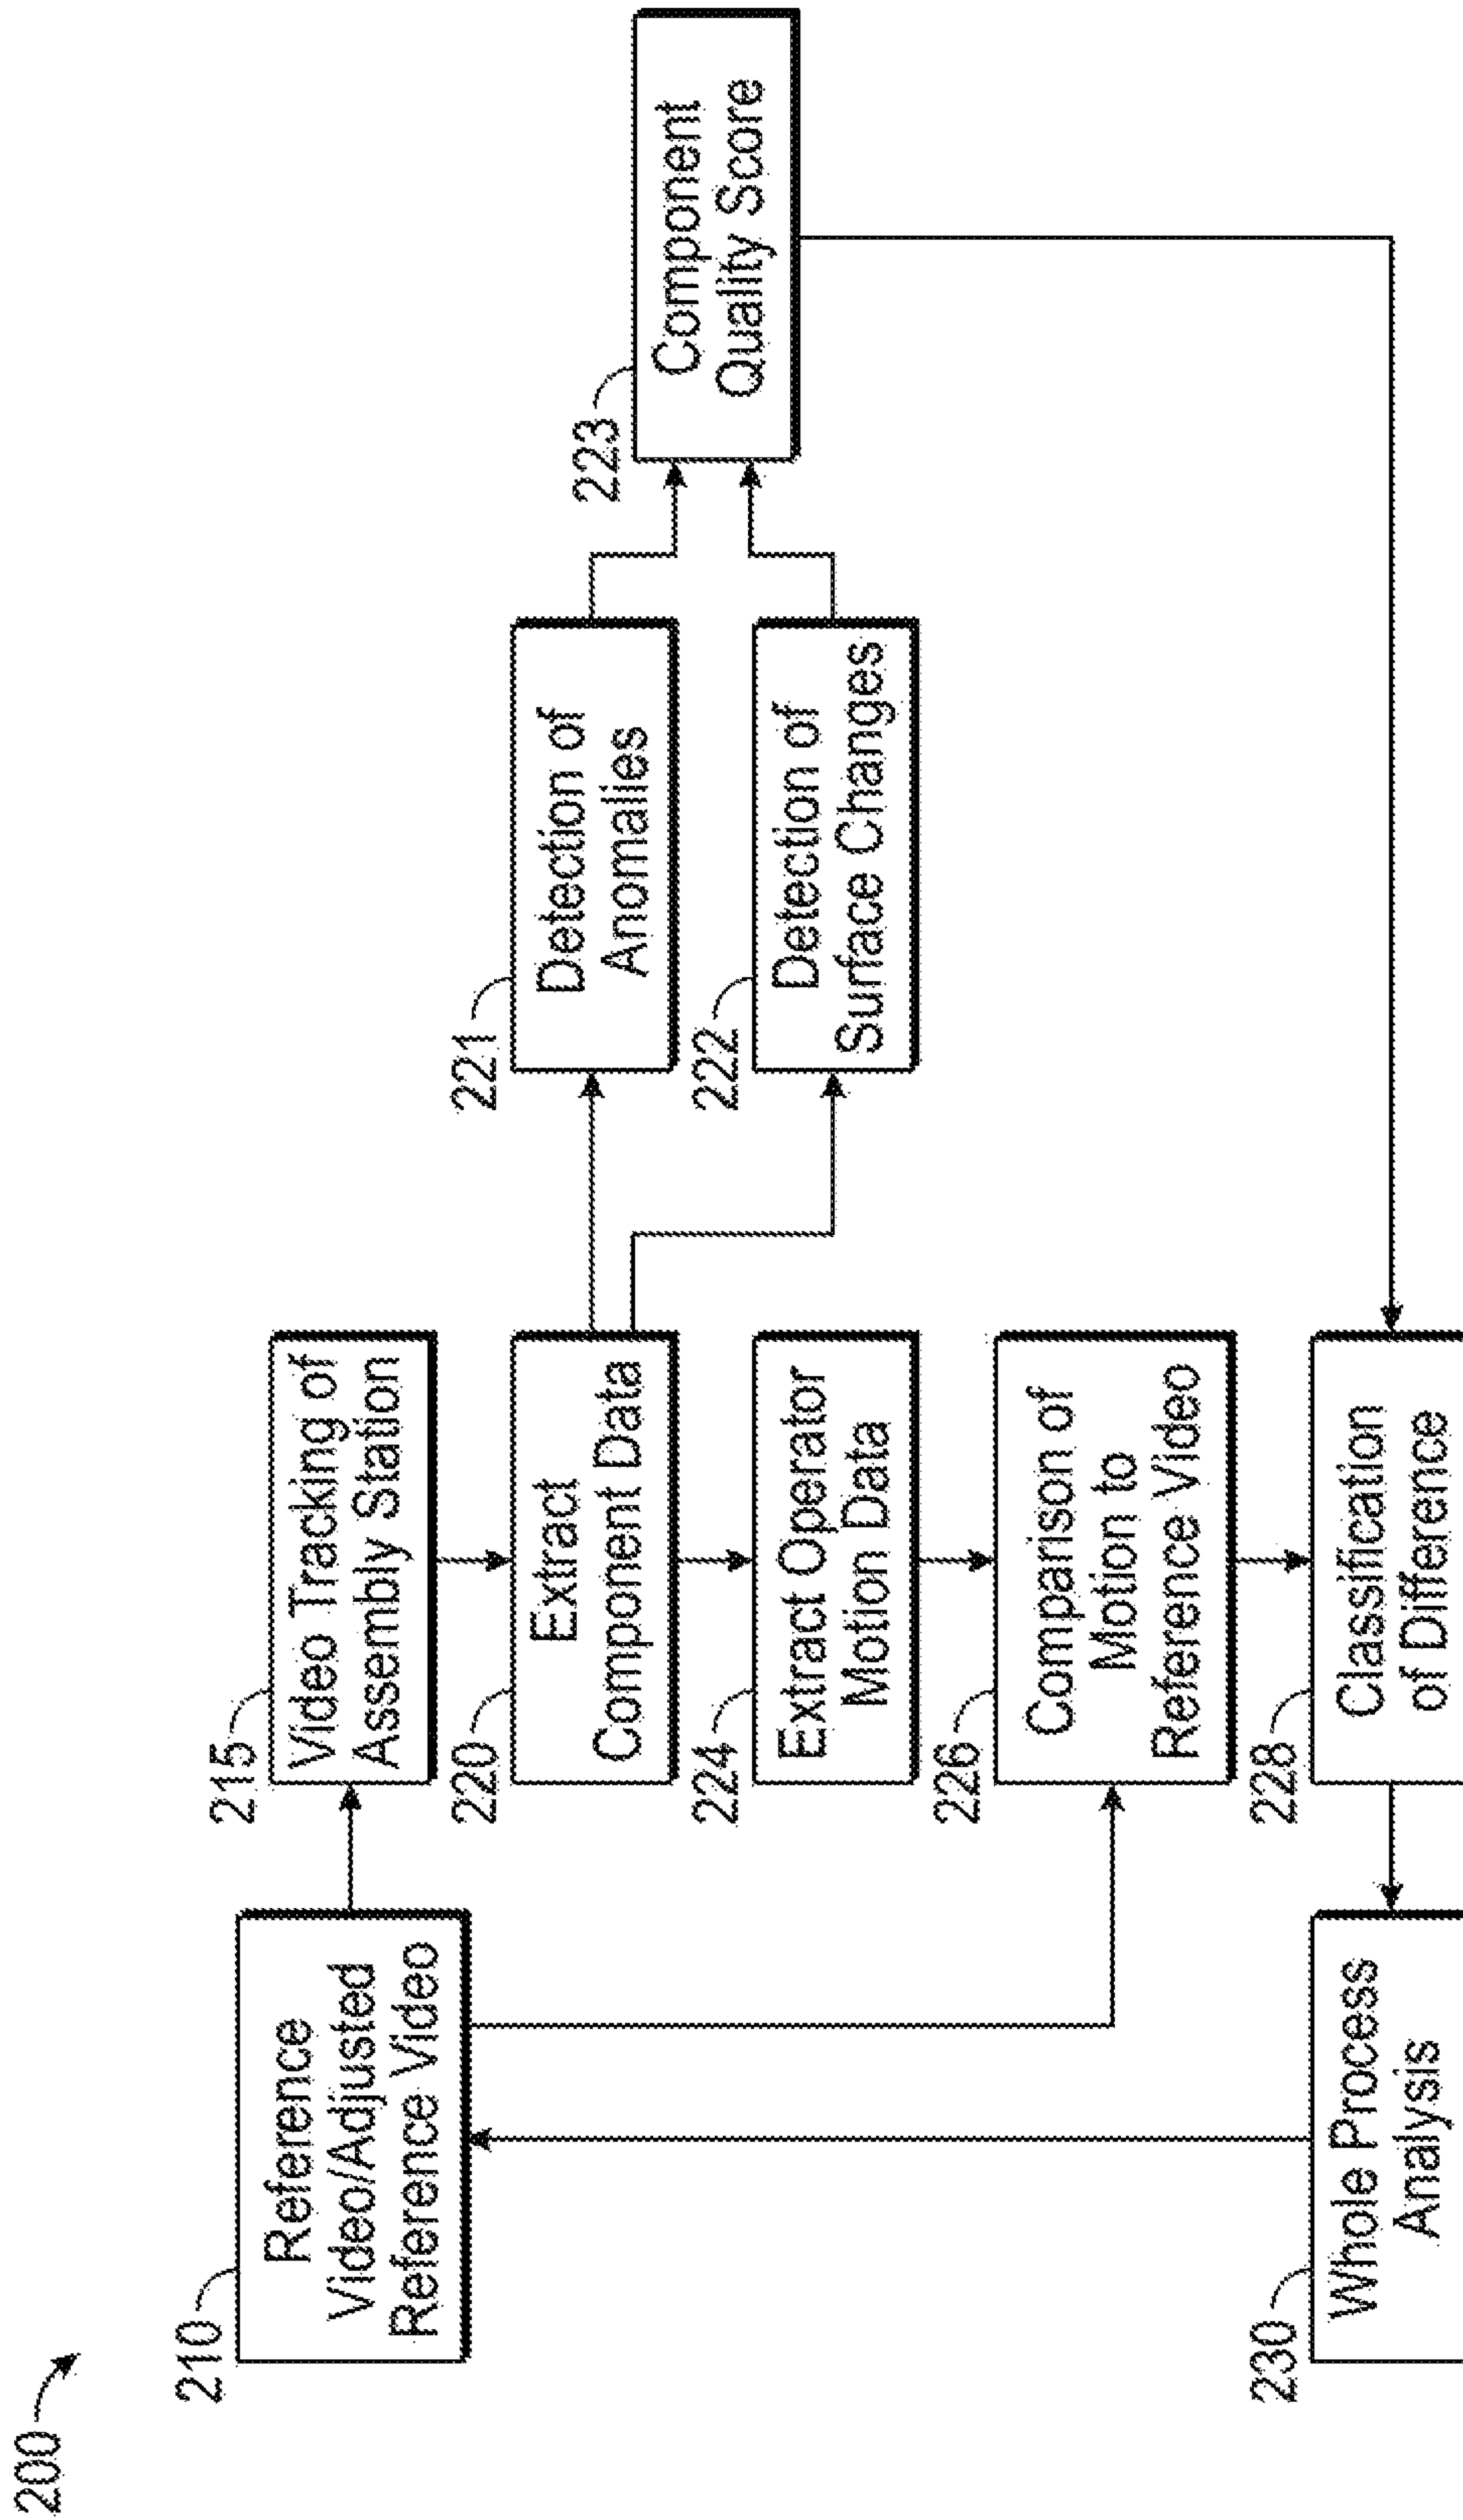 200
210
Reference
Video/Adjusted
Reference Video
215
Video Tracking of
Assembly Station
220
Extract
Component Data
221
Detection of
Anomalies
222
Detection of
Surface Changes
223
Component
Quality Score
224
Extract Operator
Motion Data
226
Comparison of
Motion to
Reference Video
228
Classification
of Difference
230
Whole Process
Analysis